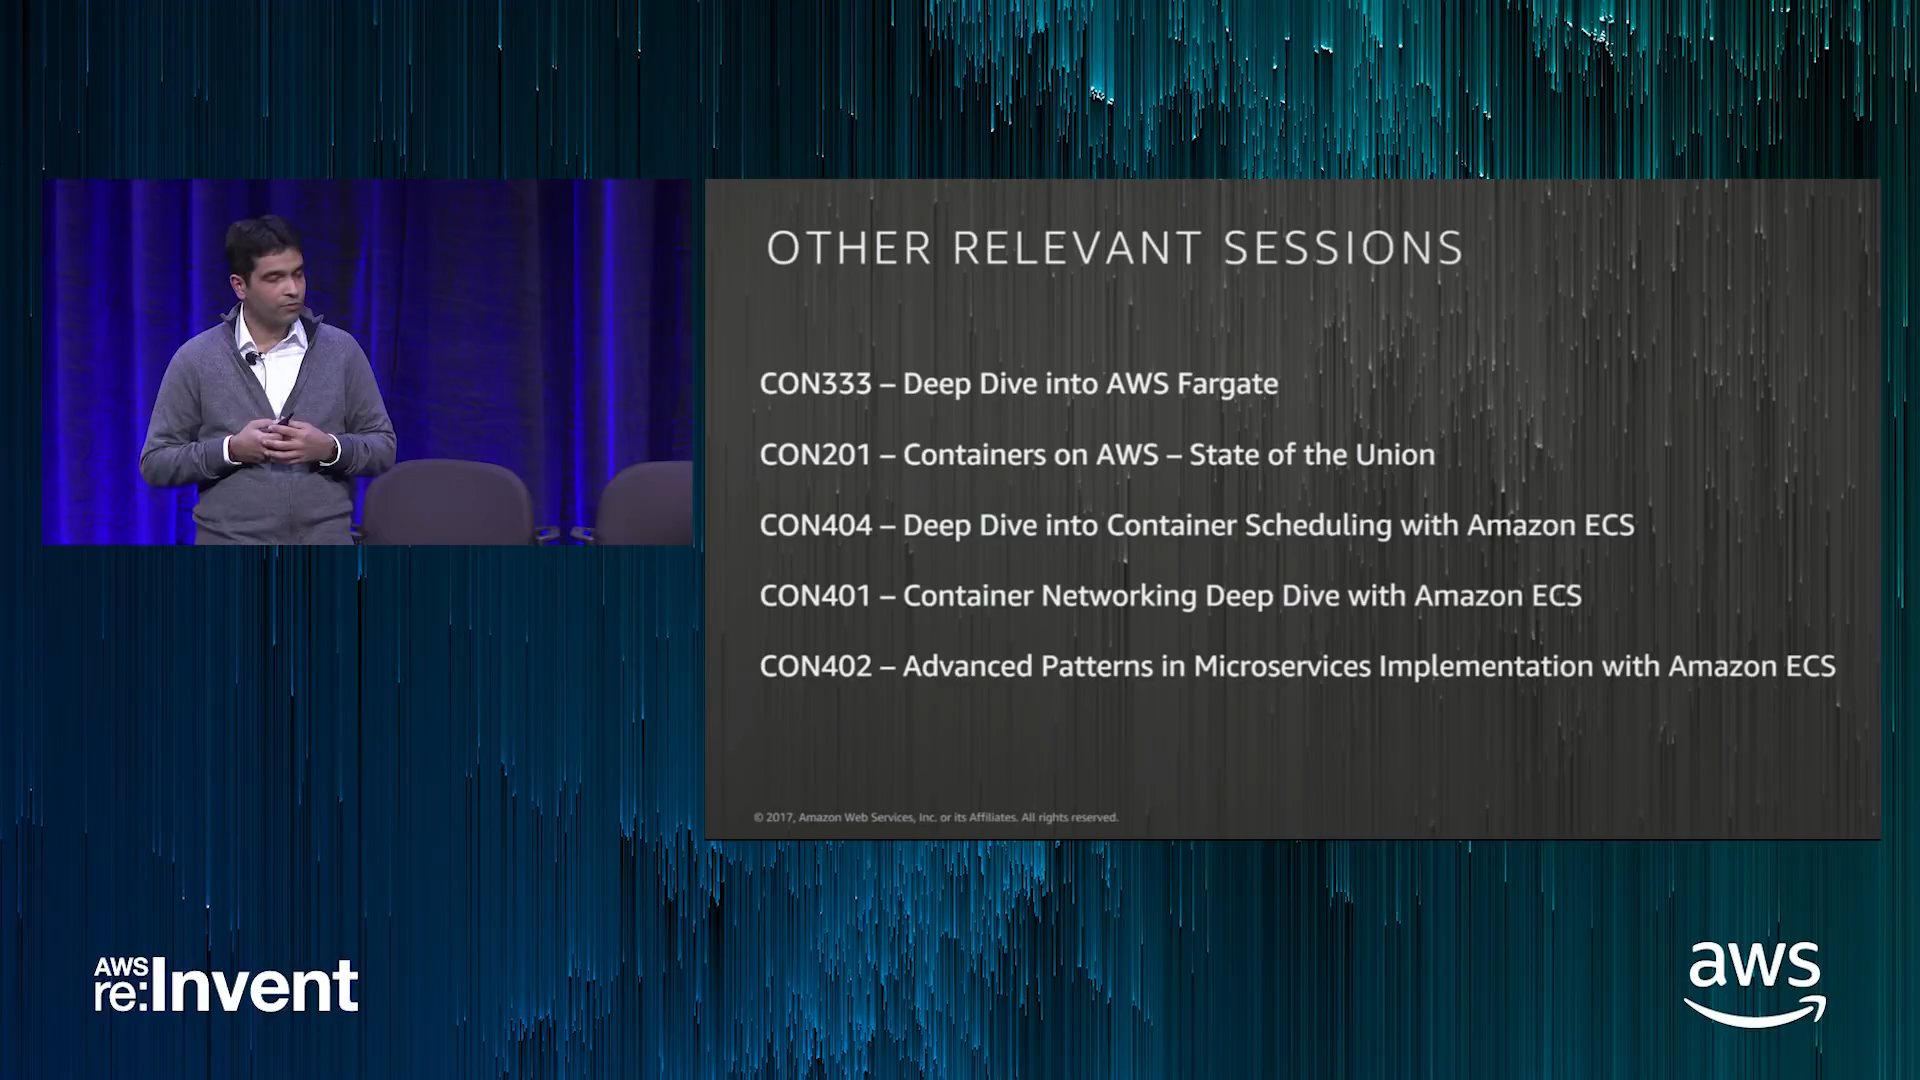 OTHER RELEVANT SESSIONS
CON333 – Deep Dive into AWS Fargate
CON201 – Containers on AWS – State of the Union
CON404 – Deep Dive into Container Scheduling with Amazon ECS
CON401 – Container Networking Deep Dive with Amazon ECS
CON402 – Advanced Patterns in Microservices Implementation with Amazon ECS
© 2017, Amazon Web Services, Inc. or its Affiliates. All rights reserved.
AWS
re:Invent
aws